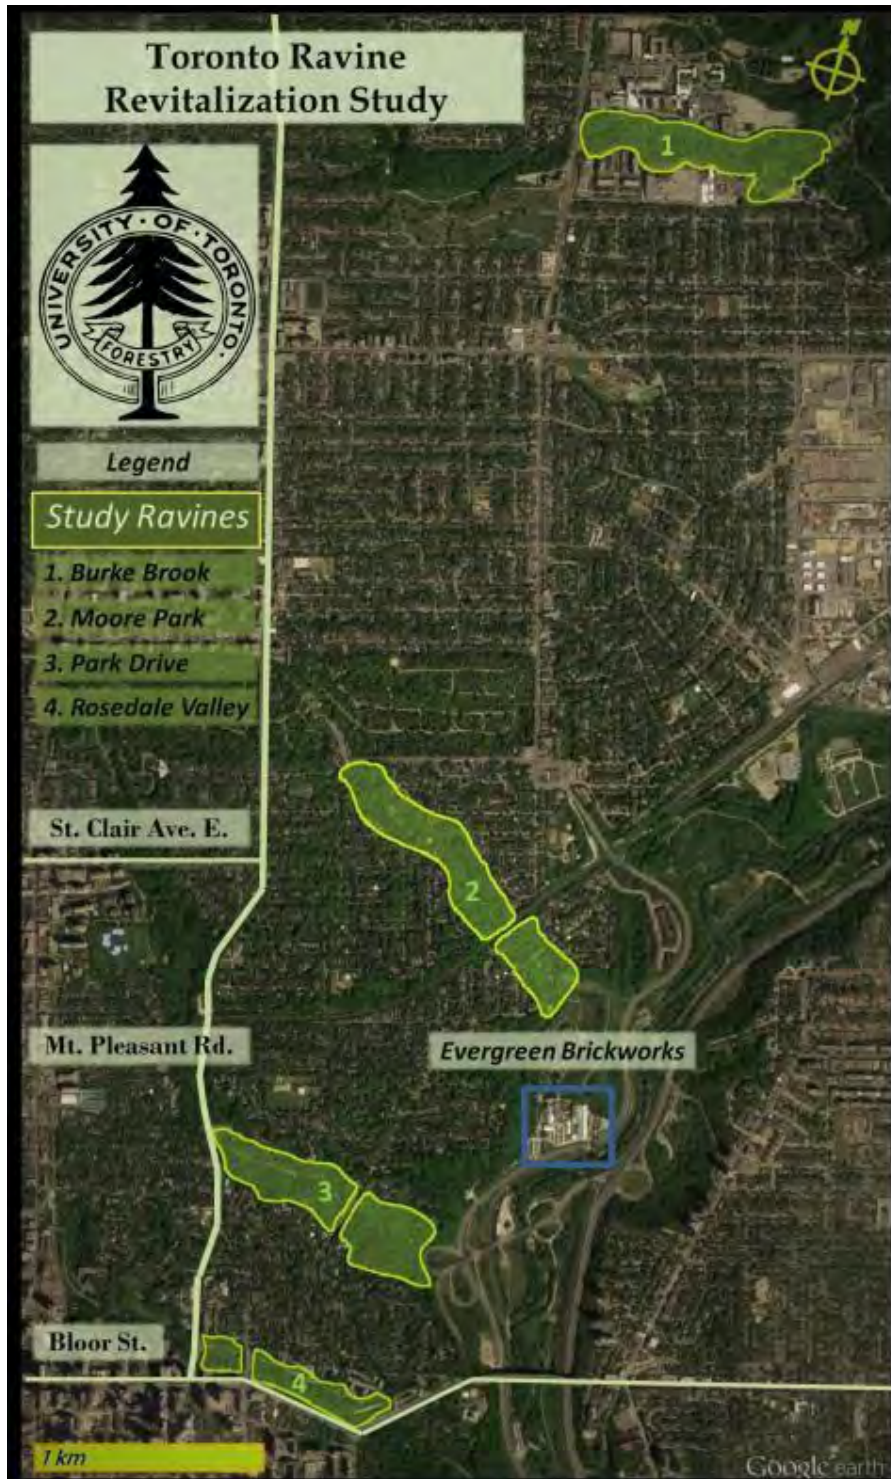 Toronto Ravine
Revitalization Study
N
1
UNIVERSITY · OF · TORONTO ·
FORESTRY
Legend
Study Ravines
1. Burke Brook
2. Moore Park
3. Park Drive
4. Rosedale Valley
St. Clair Ave. E.
2
Mt. Pleasant Rd.
Evergreen Brickworks
3
Bloor St.
4
1 km
Google earth